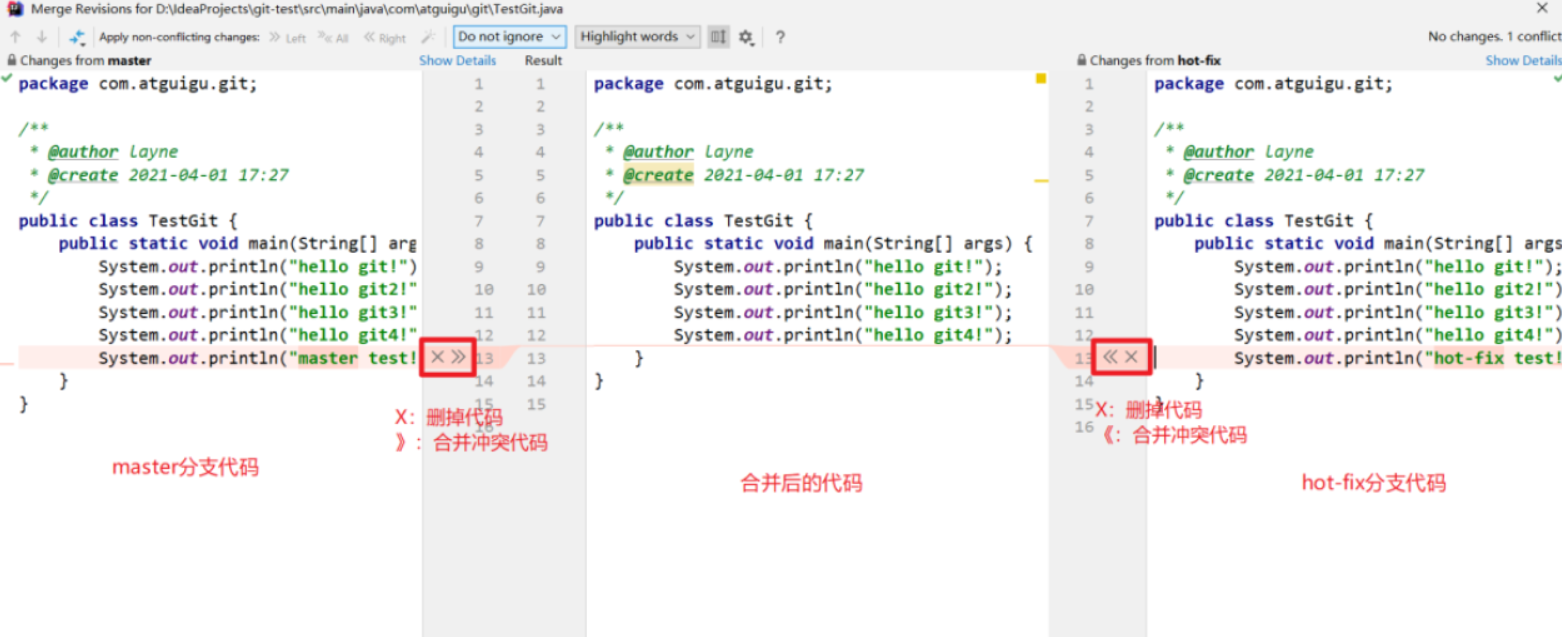 Merge Revisions for D:\IdeaProjects\git-test\src\main\java\com\atguigu\git\TestGit.java
Apply non-conflicting changes: Left All Right Do not ignore Highlight words ? No changes. 1 conflict
Changes from master Show Details Result Changes from hot-fix Show Details
package com.atguigu.git; 1 1 package com.atguigu.git; 1 package com.atguigu.git;
2 2 2
/** 3 3 /** 3 /**
* @author Layne 4 4 * @author Layne 4 * @author Layne
* @create 2021-04-01 17:27 5 5 * @create 2021-04-01 17:27 5 * @create 2021-04-01 17:27
*/ 6 6 */ 6 */
public class TestGit { 7 7 public class TestGit { 7 public class TestGit {
public static void main(String[] arg 8 8 public static void main(String[] args) { 8 public static void main(String[] args
System.out.println("hello git!") 9 9 System.out.println("hello git!"); 9 System.out.println("hello git!");
System.out.println("hello git2!" 10 10 System.out.println("hello git2!"); 10 System.out.println("hello git2!")
System.out.println("hello git3!" 11 11 System.out.println("hello git3!"); 11 System.out.println("hello git3!")
System.out.println("hello git4!" 12 12 System.out.println("hello git4!"); 12 System.out.println("hello git4!")
System.out.println("master test! × » 13 13 } 13 « × System.out.println("hot-fix test!
} 14 14 } 14 }
} 15 15 15 }
16 16
X：删掉代码
》：合并冲突代码
X：删掉代码
《：合并冲突代码
master分支代码
合并后的代码
hot-fix分支代码